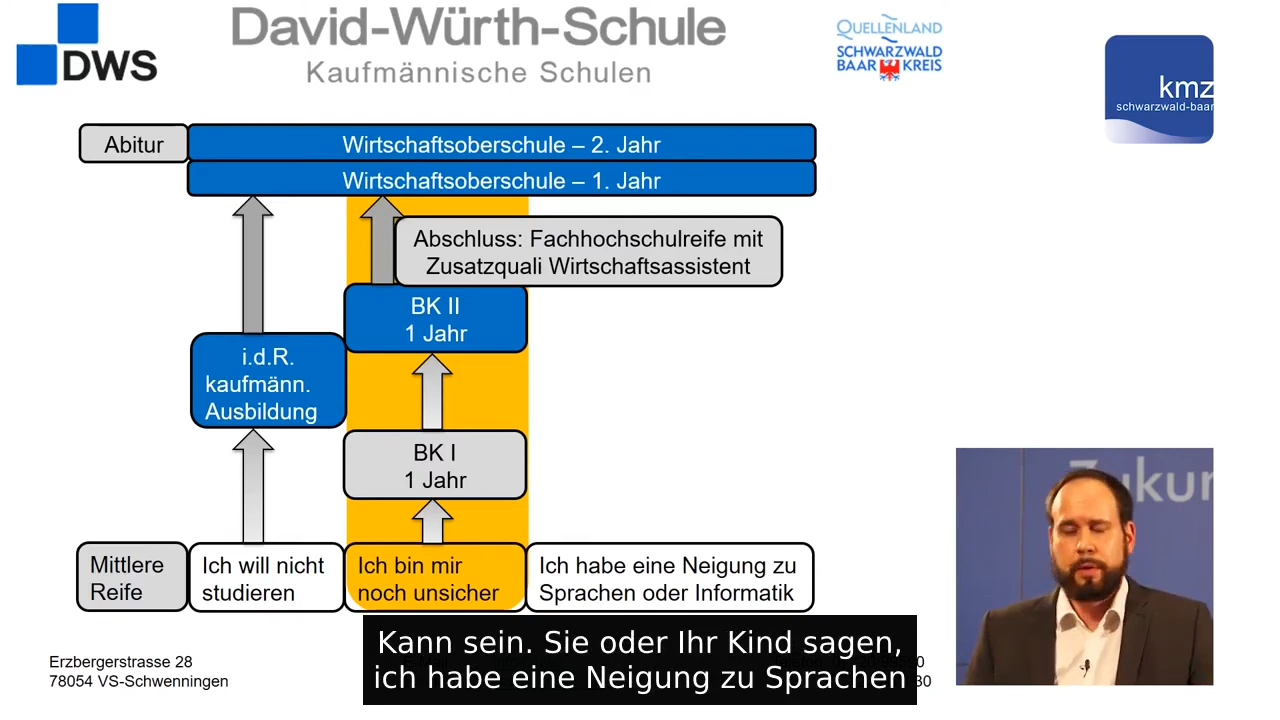 DWS
David-Würth-Schule
Kaufmännische Schulen
QUELLENLAND
SCHWARZWALD
BAAR KREIS
kmz
schwarzwald-baar
Abitur
Wirtschaftsoberschule – 2. Jahr
Wirtschaftsoberschule – 1. Jahr
Abschluss: Fachhochschulreife mit
Zusatzquali Wirtschaftsassistent
BK II
1 Jahr
i.d.R.
kaufmänn.
Ausbildung
BK I
1 Jahr
Mittlere
Reife
Ich will nicht
studieren
Ich bin mir
noch unsicher
Ich habe eine Neigung zu
Sprachen oder Informatik
Zukun
Kann sein. Sie oder Ihr Kind sagen,
ich habe eine Neigung zu Sprachen
Erzbergerstrasse 28
78054 VS-Schwenningen